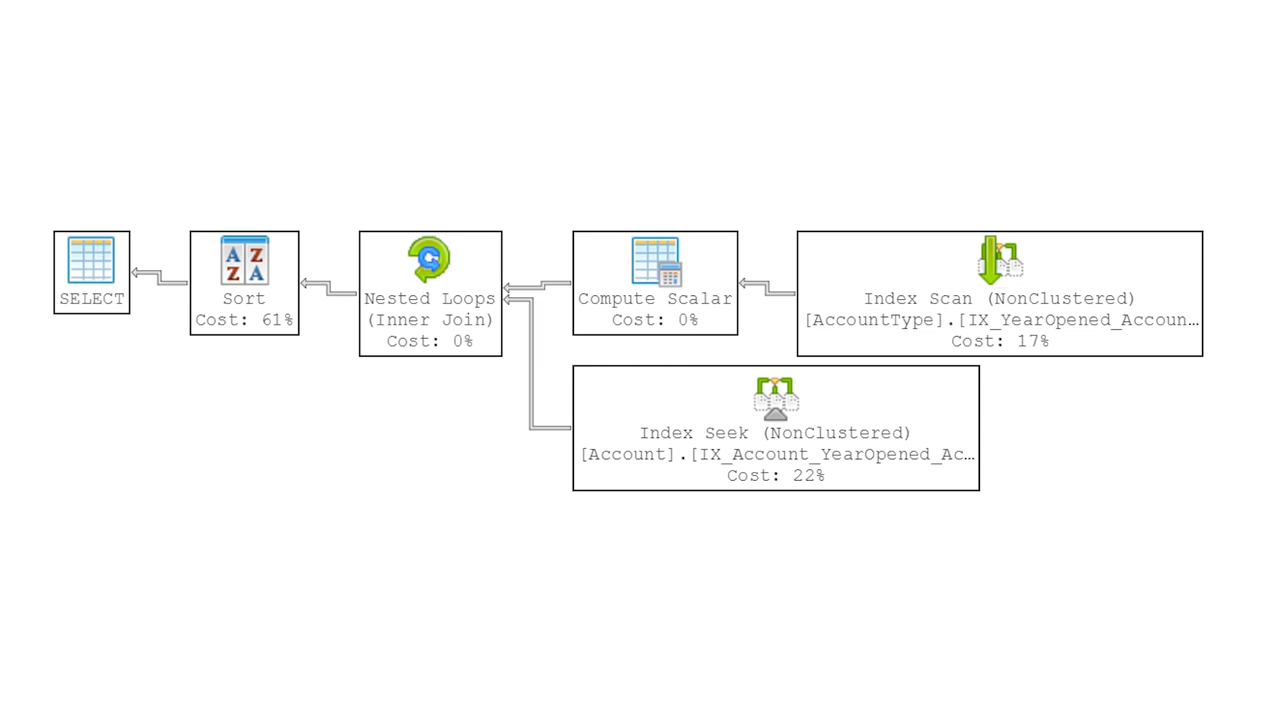 SELECT
Sort
Cost: 61%
Nested Loops
(Inner Join)
Cost: 0%
Compute Scalar
Cost: 0%
Index Scan (NonClustered)
[AccountType].[IX_YearOpened_Accoun…
Cost: 17%
Index Seek (NonClustered)
[Account].[IX_Account_YearOpened_Ac…
Cost: 22%